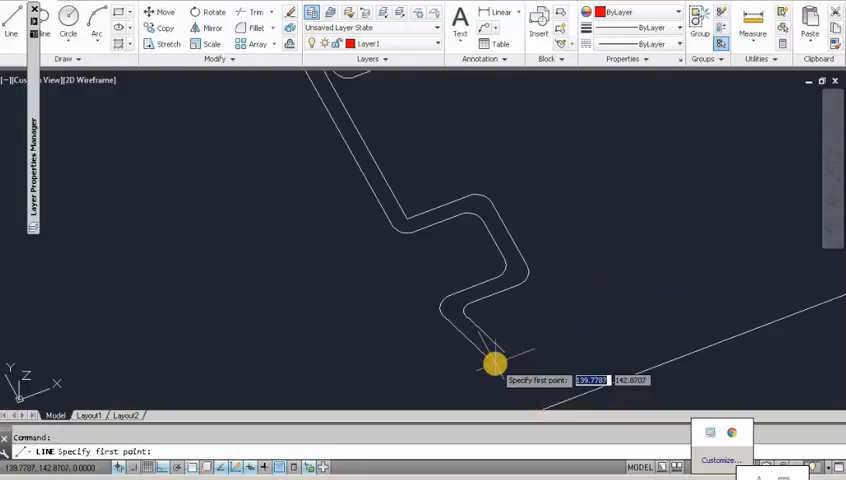 Move
Rotate
Trim
Copy
Mirror
Fillet
Stretch
Scale
Array
Line
Circle
Arc
Unsaved Layer State
Layer1
Text
Linear
Table
Insert
ByLayer
ByLayer
ByLayer
Group
Measure
Paste
Draw
Modify
Layers
Annotation
Block
Properties
Groups
Utilities
Clipboard
[2D Wireframe]
Layer Properties Manager
Y
Z
X
Specify first point:
139.7787
142.8707
Model
Layout1
Layout2
Command:
LINE Specify first point:
139.7787, 142.8707, 0.0000
MODEL
Customize...